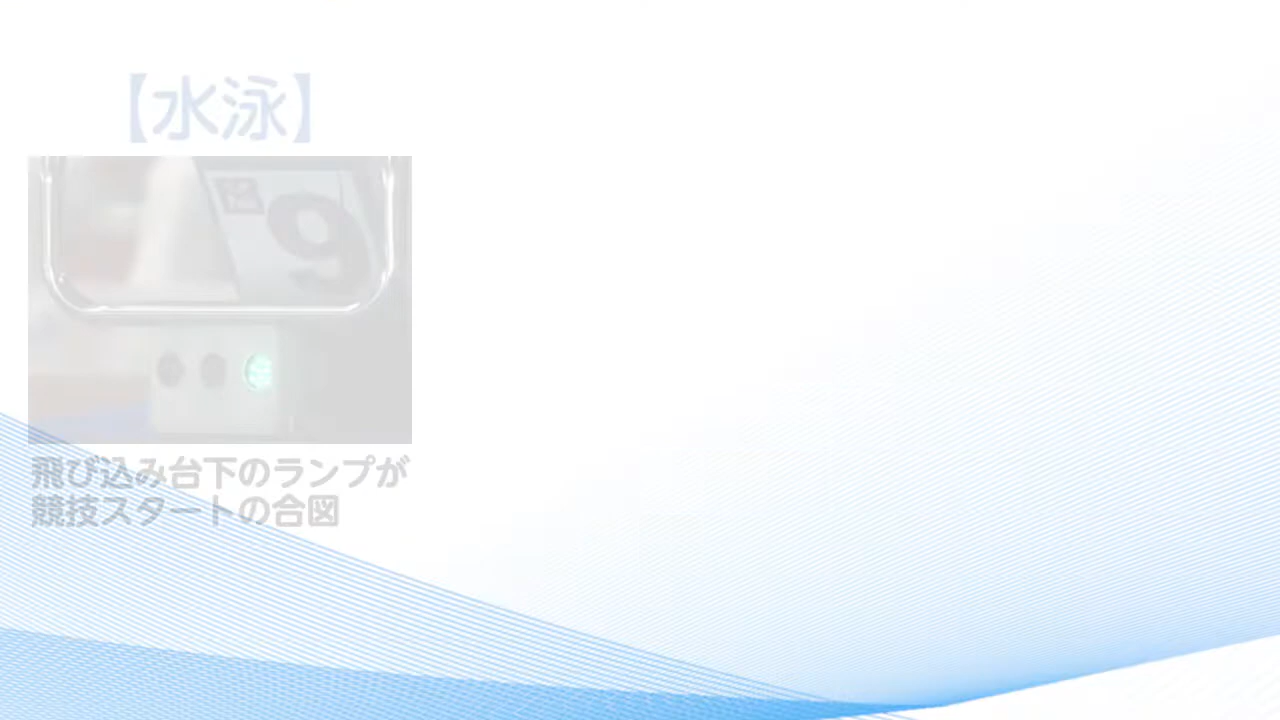 【水泳】
9
飛び込み台下のランプが
競技スタートの合図